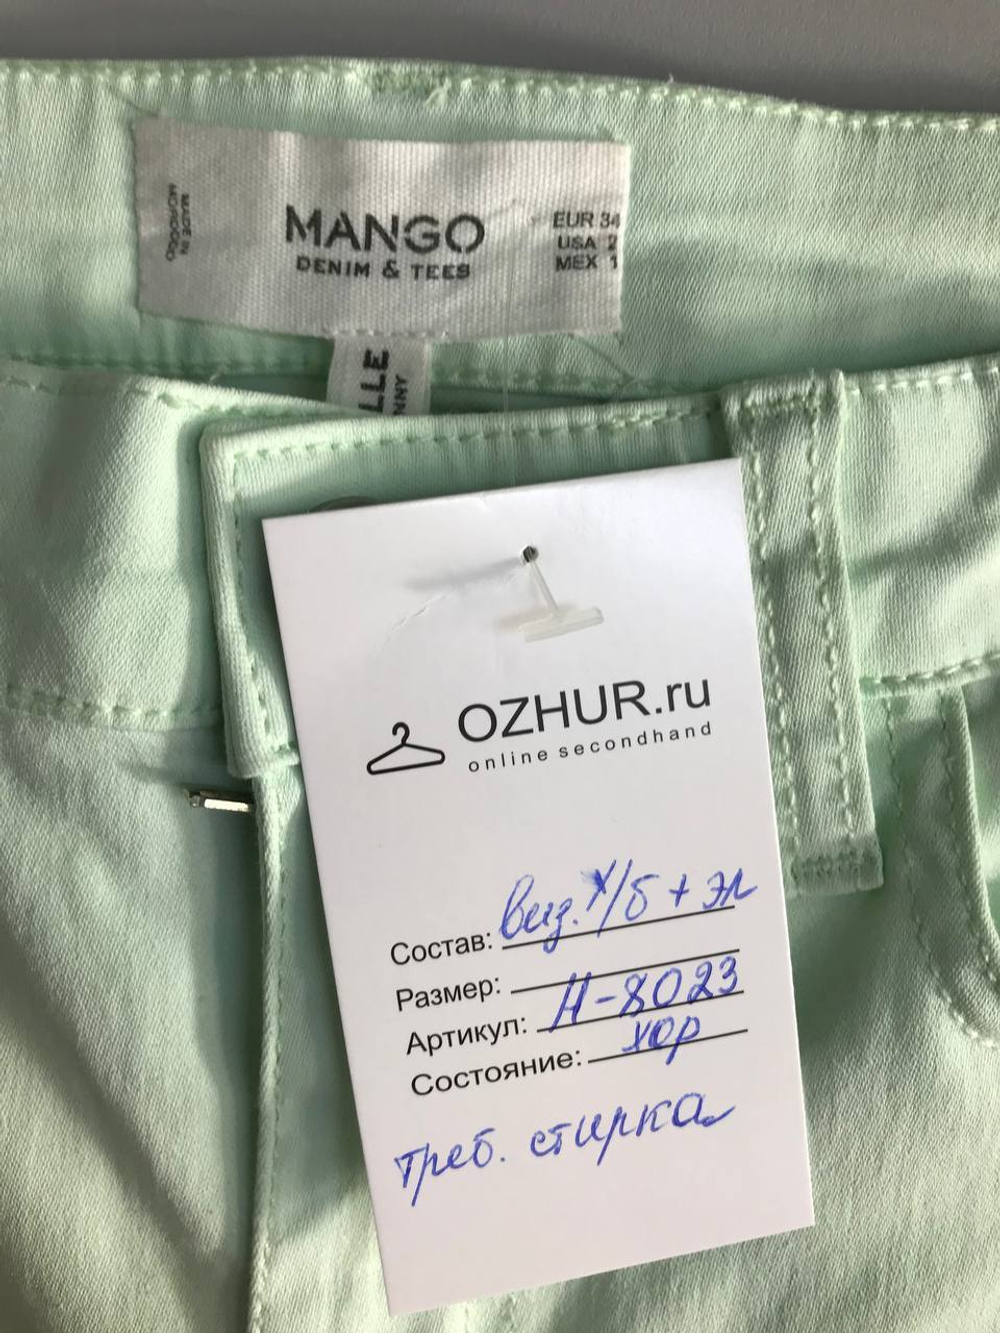 MADE IN
MOROCCO
MANGO
DENIM & TEES
EUR 34
USA 2
MEX 1
LLE
NNY
OZHUR.ru
online secondhand
Состав: виз. х/б + эл
Размер:
Артикул: H-8023
Состояние: хор
треб. стирка